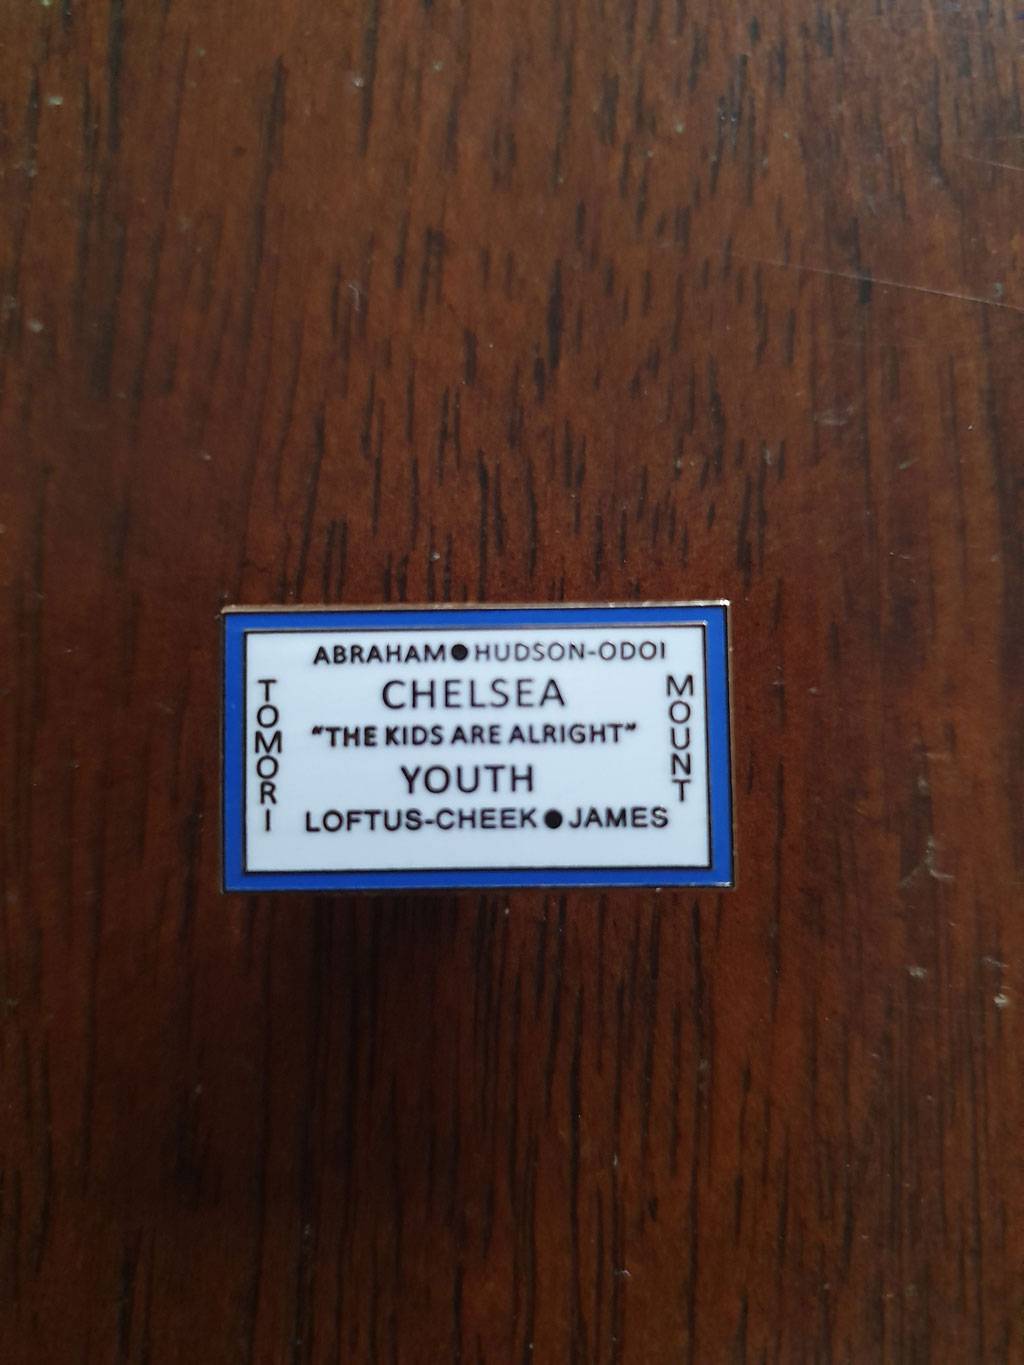 ABRAHAM●HUDSON-ODOI
TOMORI
CHELSEA
"THE KIDS ARE ALRIGHT"
YOUTH
MOUNT
LOFTUS-CHEEK●JAMES